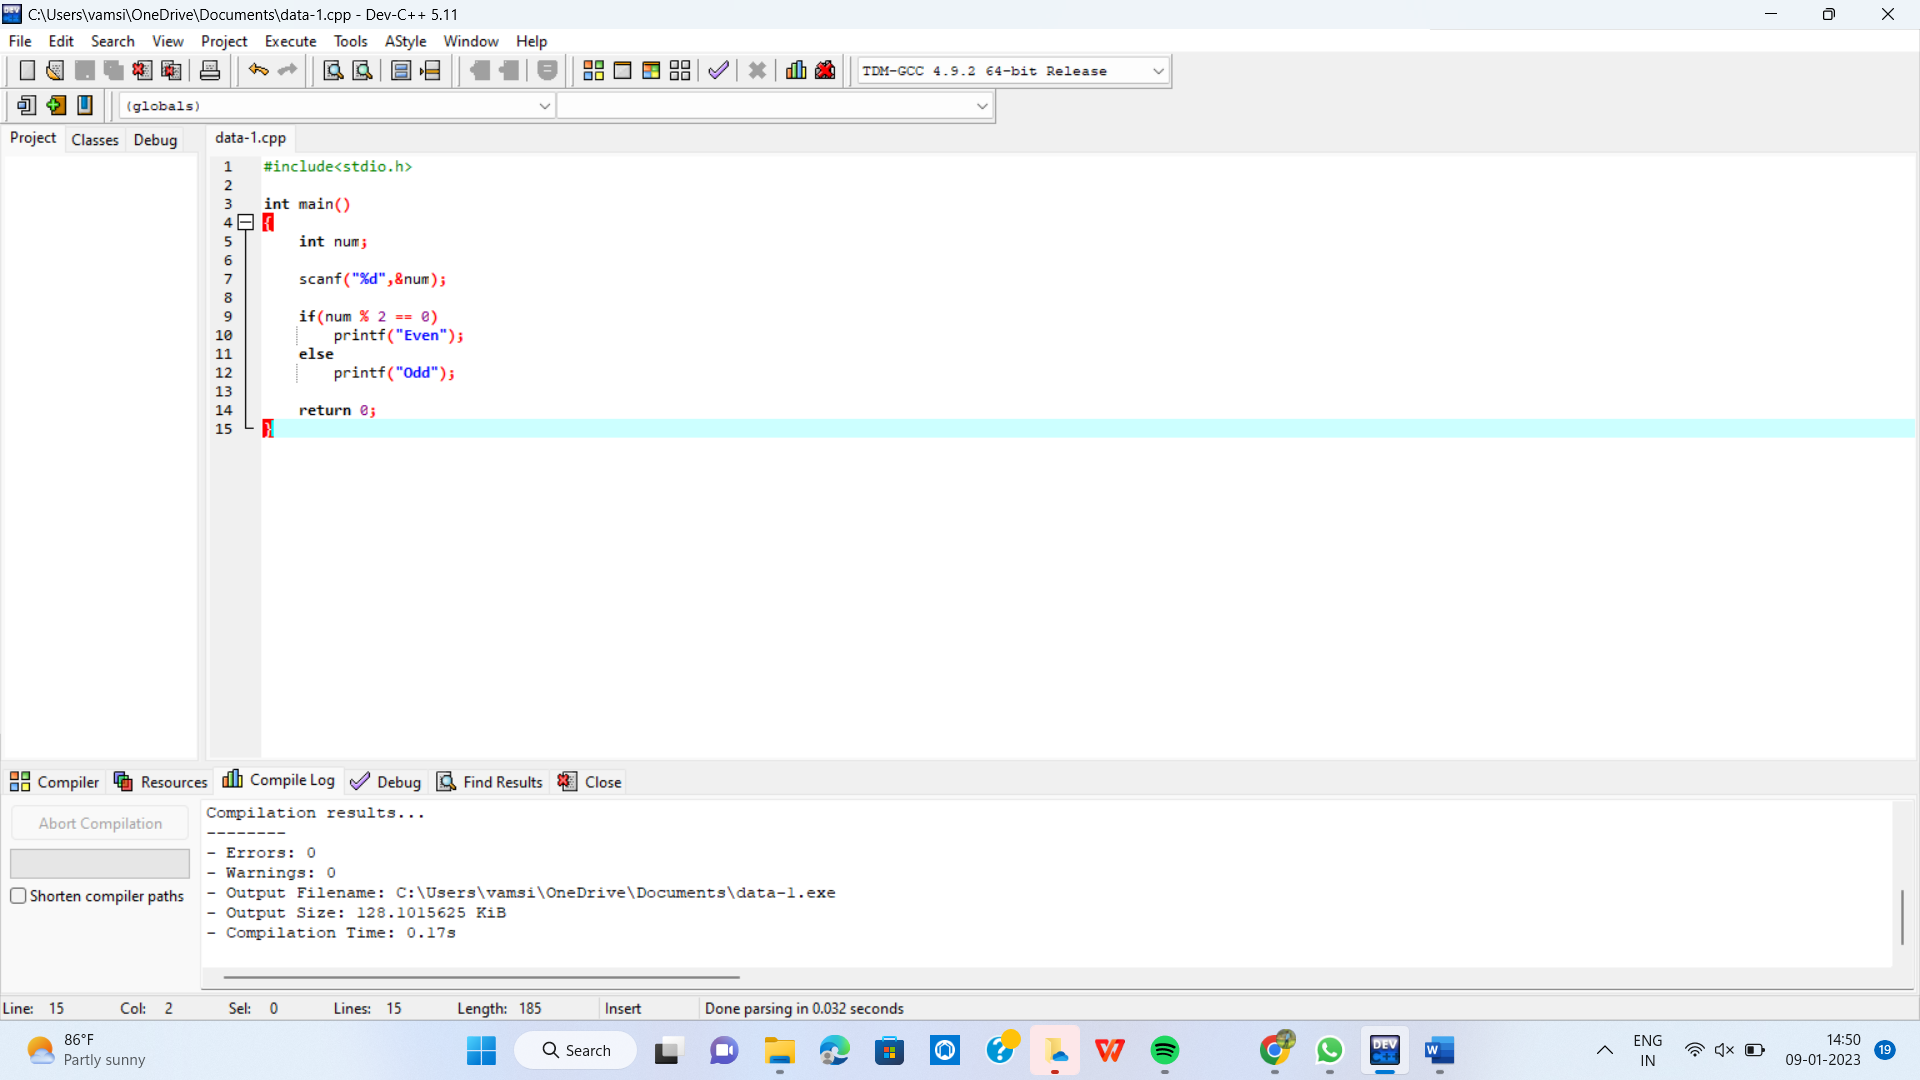 C:\Users\vamsi\OneDrive\Documents\data-1.cpp - Dev-C++ 5.11
File Edit Search View Project Execute Tools AStyle Window Help
TDM-GCC 4.9.2 64-bit Release
(globals)
Project Classes Debug data-1.cpp
1 #include<stdio.h>
2
3 int main()
4 {
5 int num;
6
7 scanf("%d",&num);
8
9 if(num % 2 == 0)
10 printf("Even");
11 else
12 printf("Odd");
13
14 return 0;
15 }
Compiler Resources Compile Log Debug Find Results Close
Abort Compilation
Shorten compiler paths
Compilation results...
--------
- Errors: 0
- Warnings: 0
- Output Filename: C:\Users\vamsi\OneDrive\Documents\data-1.exe
- Output Size: 128.1015625 KiB
- Compilation Time: 0.17s
Line: 15 Col: 2 Sel: 0 Lines: 15 Length: 185 Insert Done parsing in 0.032 seconds
86°F
Partly sunny
Search
DEV
W
ENG
IN
14:50
09-01-2023
19